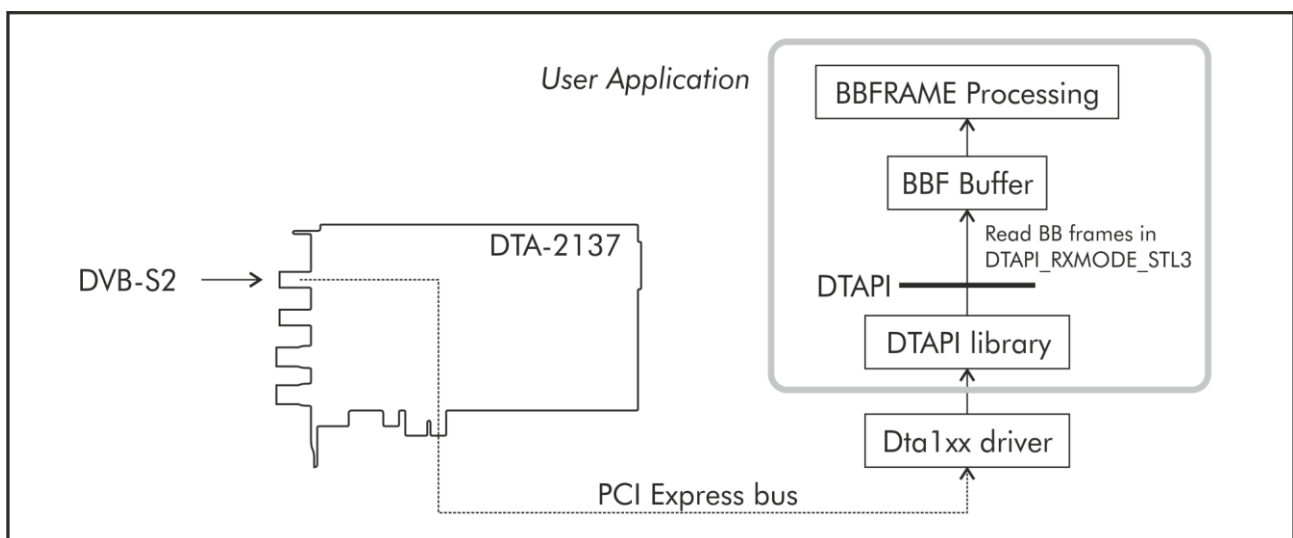 User Application
BBFRAME Processing
BBF Buffer
DTA-2137
Read BB frames in
DTAPI_RXMODE_STL3
DVB-S2
DTAPI
DTAPI library
Dta1xx driver
PCI Express bus